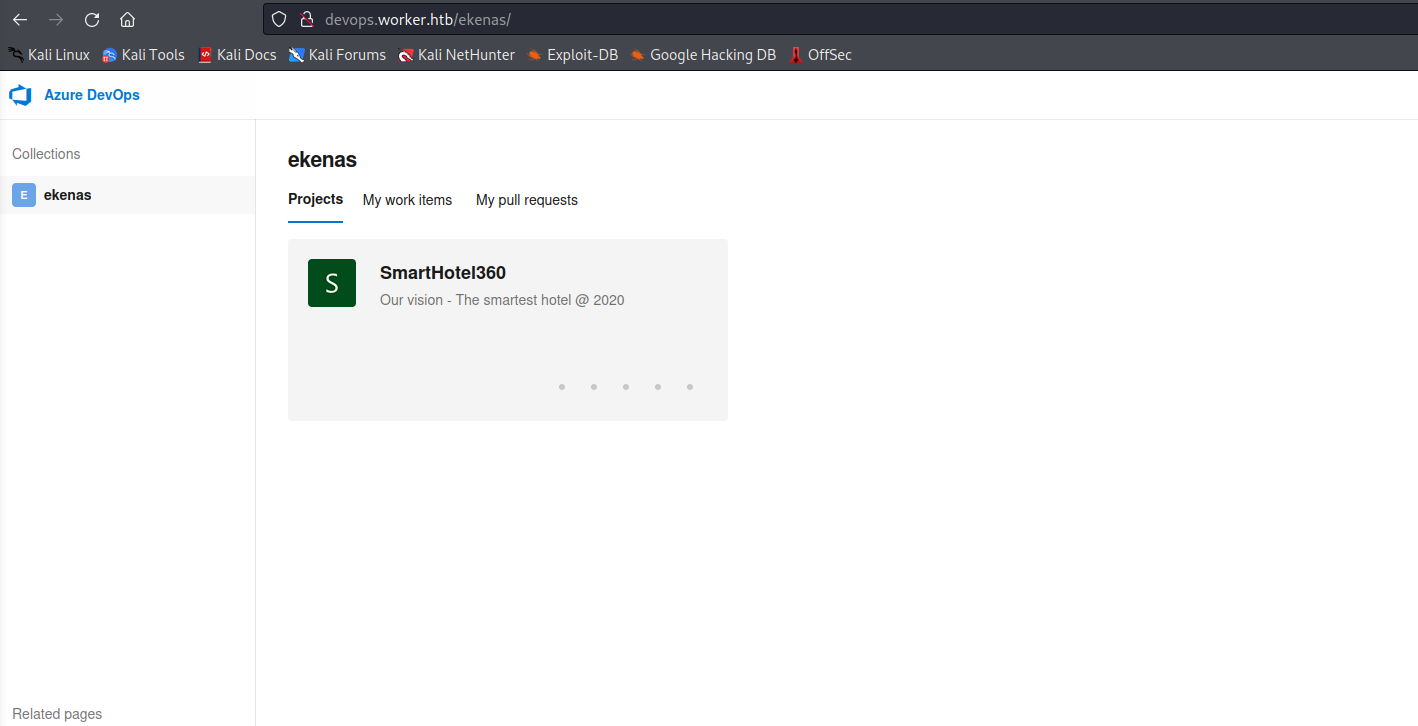 devops.worker.htb/ekenas/
Kali Linux Kali Tools Kali Docs Kali Forums Kali NetHunter Exploit-DB Google Hacking DB OffSec
Azure DevOps
Collections
E ekenas
ekenas
Projects My work items My pull requests
S SmartHotel360
Our vision - The smartest hotel @ 2020
Related pages